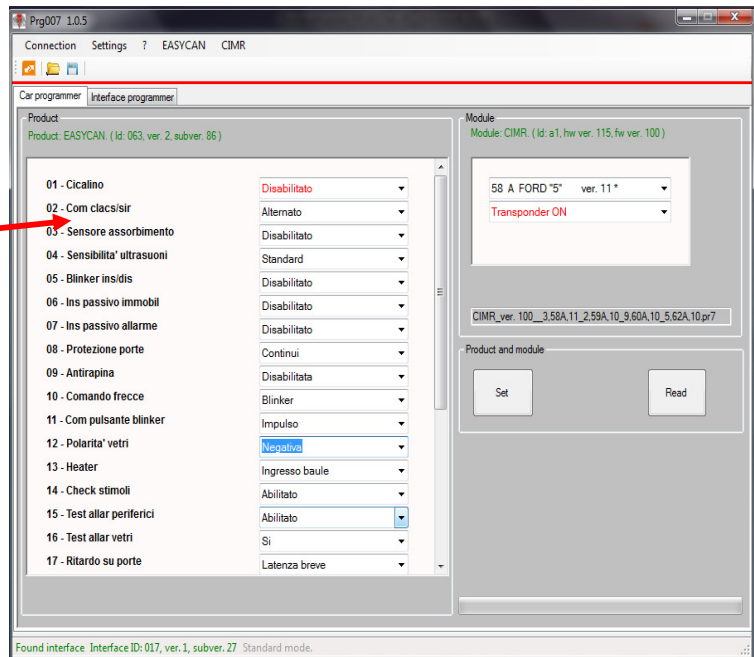 Prg007 1.0.5
Connection Settings ? EASYCAN CIMR
Car programmer Interface programmer
Product
Product: EASYCAN. ( Id: 063, ver. 2, subver. 86 )
01 - Cicalino Disabilitato
02 - Com clacs/sir Alternato
03 - Sensore assorbimento Disabilitato
04 - Sensibilita' ultrasuoni Standard
05 - Blinker ins/dis Disabilitato
06 - Ins passivo immobil Disabilitato
07 - Ins passivo allarme Disabilitato
08 - Protezione porte Continui
09 - Antirapina Disabilitata
10 - Comando frecce Blinker
11 - Com pulsante blinker Impulso
12 - Polarita' vetri Negativa
13 - Heater Ingresso baule
14 - Check stimoli Abilitato
15 - Test allar periferici Abilitato
16 - Test allar vetri Si
17 - Ritardo su porte Latenza breve
Module
Module: CIMR. ( Id: a1, hw ver. 115, fw ver. 100 )
58 A FORD "5" ver. 11 *
Transponder ON
CIMR_ver. 100__3,58A,11_2,59A,10_9,60A,10_5,62A,10.pr7
Product and module
Set Read
Found interface Interface ID: 017, ver. 1, subver. 27 Standard mode.